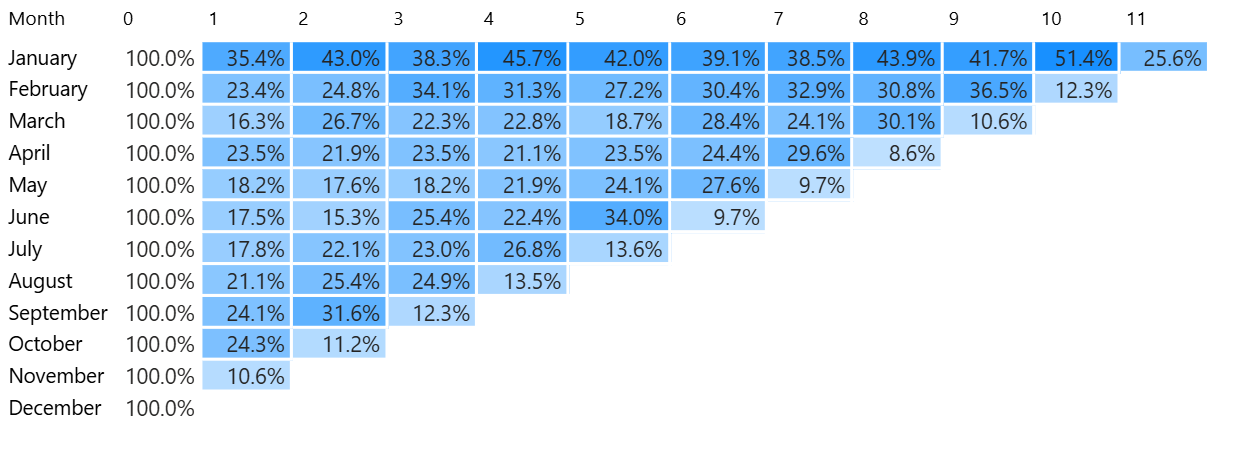 Month 0 1 2 3 4 5 6 7 8 9 10 11
January 100.0% 35.4% 43.0% 38.3% 45.7% 42.0% 39.1% 38.5% 43.9% 41.7% 51.4% 25.6%
February 100.0% 23.4% 24.8% 34.1% 31.3% 27.2% 30.4% 32.9% 30.8% 36.5% 12.3%
March 100.0% 16.3% 26.7% 22.3% 22.8% 18.7% 28.4% 24.1% 30.1% 10.6%
April 100.0% 23.5% 21.9% 23.5% 21.1% 23.5% 24.4% 29.6% 8.6%
May 100.0% 18.2% 17.6% 18.2% 21.9% 24.1% 27.6% 9.7%
June 100.0% 17.5% 15.3% 25.4% 22.4% 34.0% 9.7%
July 100.0% 17.8% 22.1% 23.0% 26.8% 13.6%
August 100.0% 21.1% 25.4% 24.9% 13.5%
September 100.0% 24.1% 31.6% 12.3%
October 100.0% 24.3% 11.2%
November 100.0% 10.6%
December 100.0%